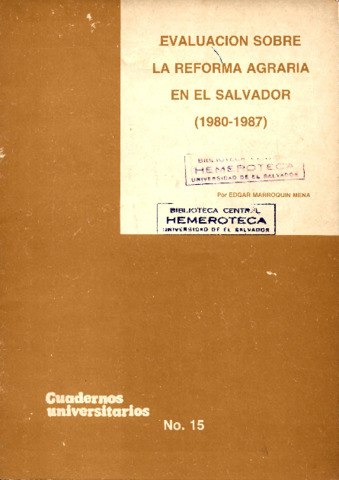 EVALUACION SOBRE
LA REFORMA AGRARIA
EN EL SALVADOR
(1980-1987)
HEMEROTECA
UNIVERSIDAD DE EL SALVADOR
Por EDGAR MARROQUIN MENA
BIBLIOTECA CENTRAL
HEMEROTECA
UNIVERSIDAD DE EL SALVADOR
Cuadernos
universitarios
No. 15